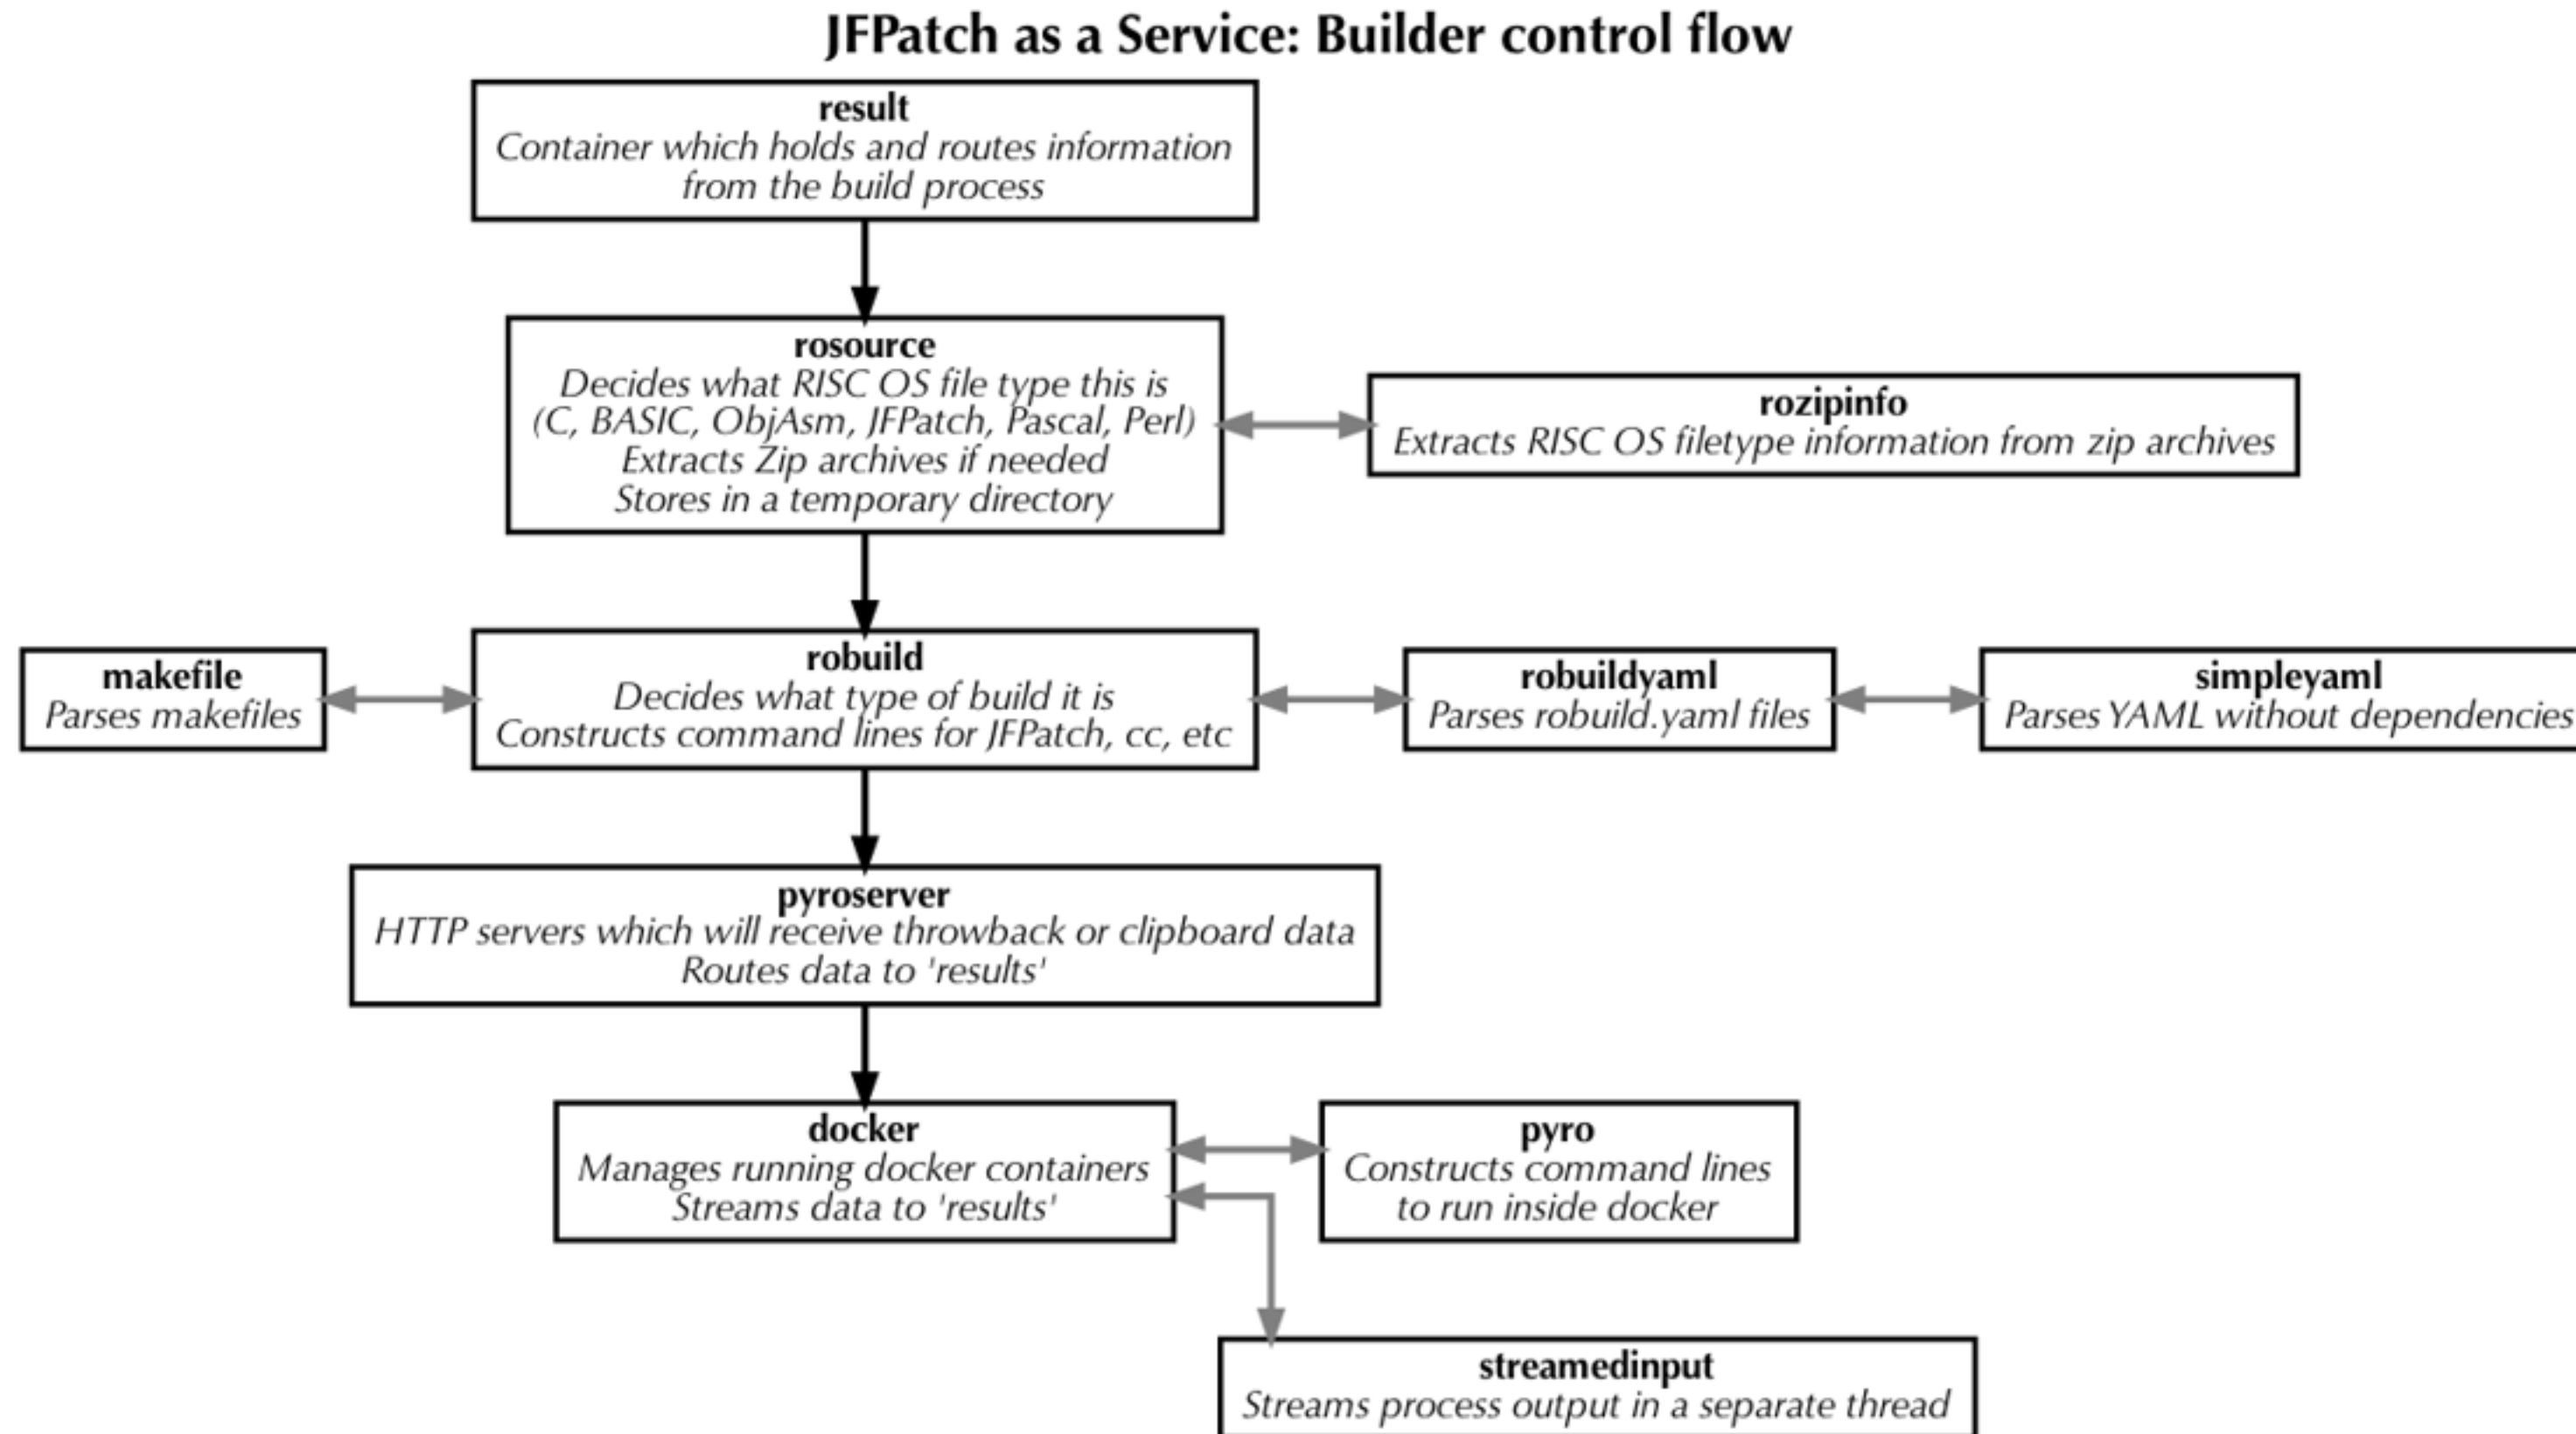 JFPatch as a Service: Builder control flow
result
Container which holds and routes information
from the build process
rosource
Decides what RISC OS file type this is
(C, BASIC, ObjAsm, JFPatch, Pascal, Perl)
Extracts Zip archives if needed
Stores in a temporary directory
rozipinfo
Extracts RISC OS filetype information from zip archives
makefile
Parses makefiles
robuild
Decides what type of build it is
Constructs command lines for JFPatch, cc, etc
robuildyaml
Parses robuild.yaml files
simpleyaml
Parses YAML without dependencies
pyroserver
HTTP servers which will receive throwback or clipboard data
Routes data to 'results'
docker
Manages running docker containers
Streams data to 'results'
pyro
Constructs command lines
to run inside docker
streamedinput
Streams process output in a separate thread